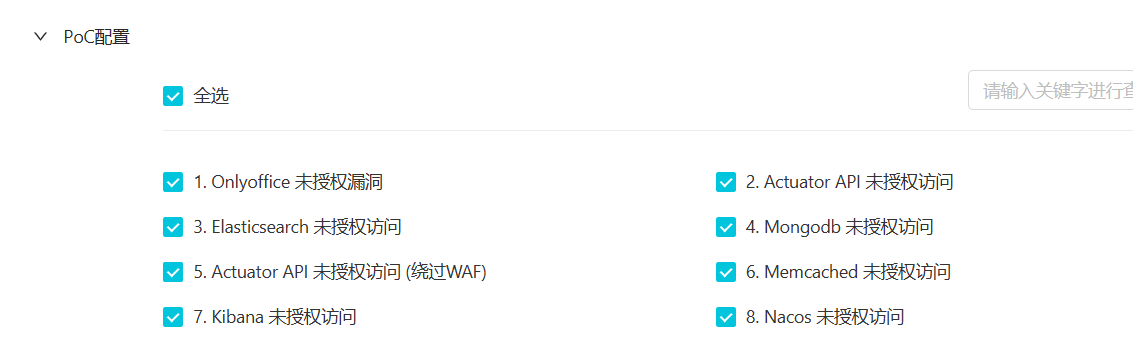 PoC配置
全选
请输入关键字进行
1. Onlyoffice 未授权漏洞
2. Actuator API 未授权访问
3. Elasticsearch 未授权访问
4. Mongodb 未授权访问
5. Actuator API 未授权访问 (绕过WAF)
6. Memcached 未授权访问
7. Kibana 未授权访问
8. Nacos 未授权访问